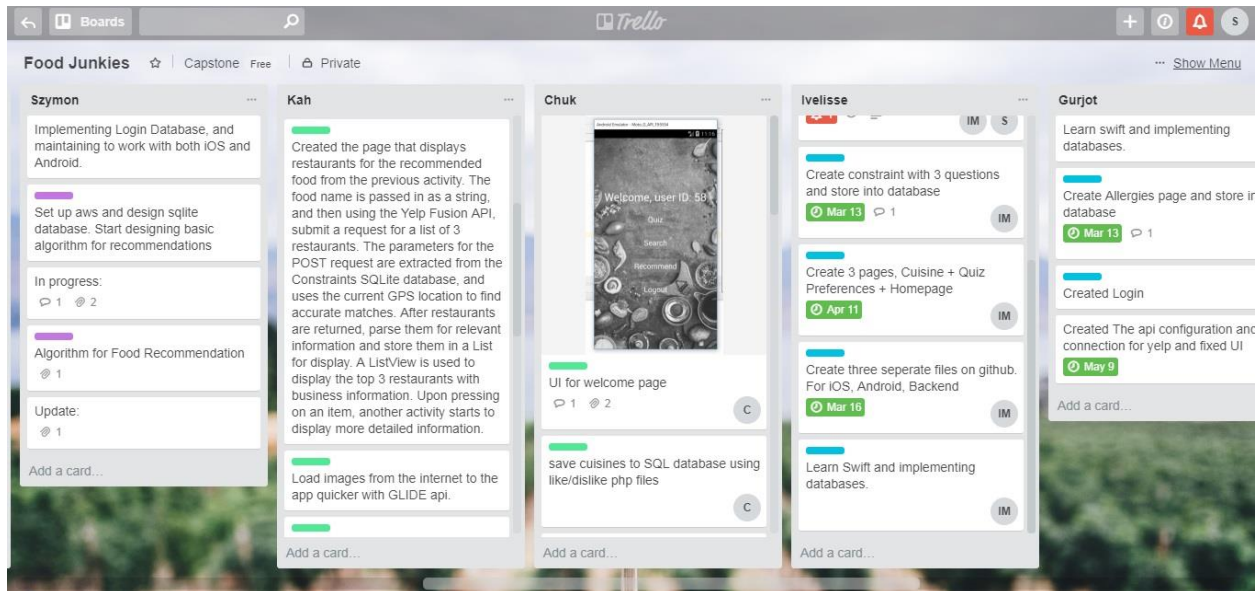 Boards
Trello
S
Food Junkies
Capstone Free
Private
... Show Menu
Szymon
...
Implementing Login Database, and
maintaining to work with both iOS and
Android.
Set up aws and design sqlite
database. Start designing basic
algorithm for recommendations
In progress:
1 2
Algorithm for Food Recommendation
1
Update:
1
Add a card...
Kah
...
Created the page that displays
restaurants for the recommended
food from the previous activity. The
food name is passed in as a string,
and then using the Yelp Fusion API,
submit a request for a list of 3
restaurants. The parameters for the
POST request are extracted from the
Constraints SQLite database, and
uses the current GPS location to find
accurate matches. After restaurants
are returned, parse them for relevant
information and store them in a List
for display. A ListView is used to
display the top 3 restaurants with
business information. Upon pressing
on an item, another activity starts to
display more detailed information.
Load images from the internet to the
app quicker with GLIDE api.
Add a card...
Chuk
...
11:16
Welcome, user ID: 58
Quiz
Search
Recommend
Logout
UI for welcome page
1 2
C
save cuisines to SQL database using
like/dislike php files
C
Add a card...
Ivelisse
...
IM S
Create constraint with 3 questions
and store into database
Mar 13 1
IM
Create 3 pages, Cuisine + Quiz
Preferences + Homepage
Apr 11
IM
Create three seperate files on github.
For iOS, Android, Backend
Mar 16
IM
Learn Swift and implementing
databases.
IM
Add a card...
Gurjot
Learn swift and implementing
databases.
Create Allergies page and store in
database
Mar 13 1
Created Login
Created The api configuration and
connection for yelp and fixed UI
May 9
Add a card...